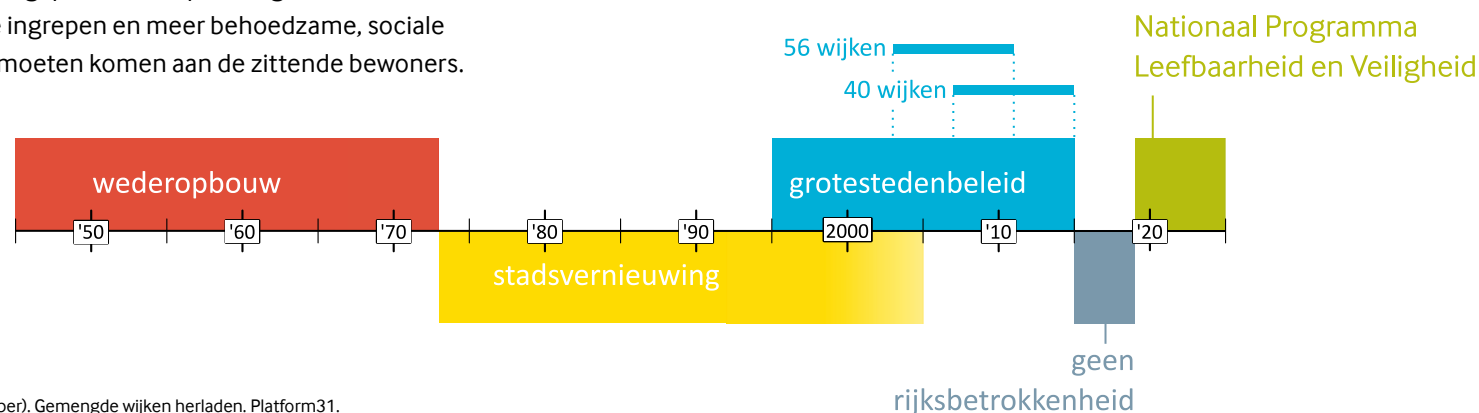 e ingrepen en meer behoedzame, sociale
moeten komen aan de zittende bewoners.
Nationaal Programma
Leefbaarheid en Veiligheid
56 wijken
40 wijken
wederopbouw
grotestedenbeleid
'50
'60
'70
'80
'90
2000
'10
'20
stadsvernieuwing
geen
rijksbetrokkenheid
ber). Gemengde wijken herladen. Platform31.